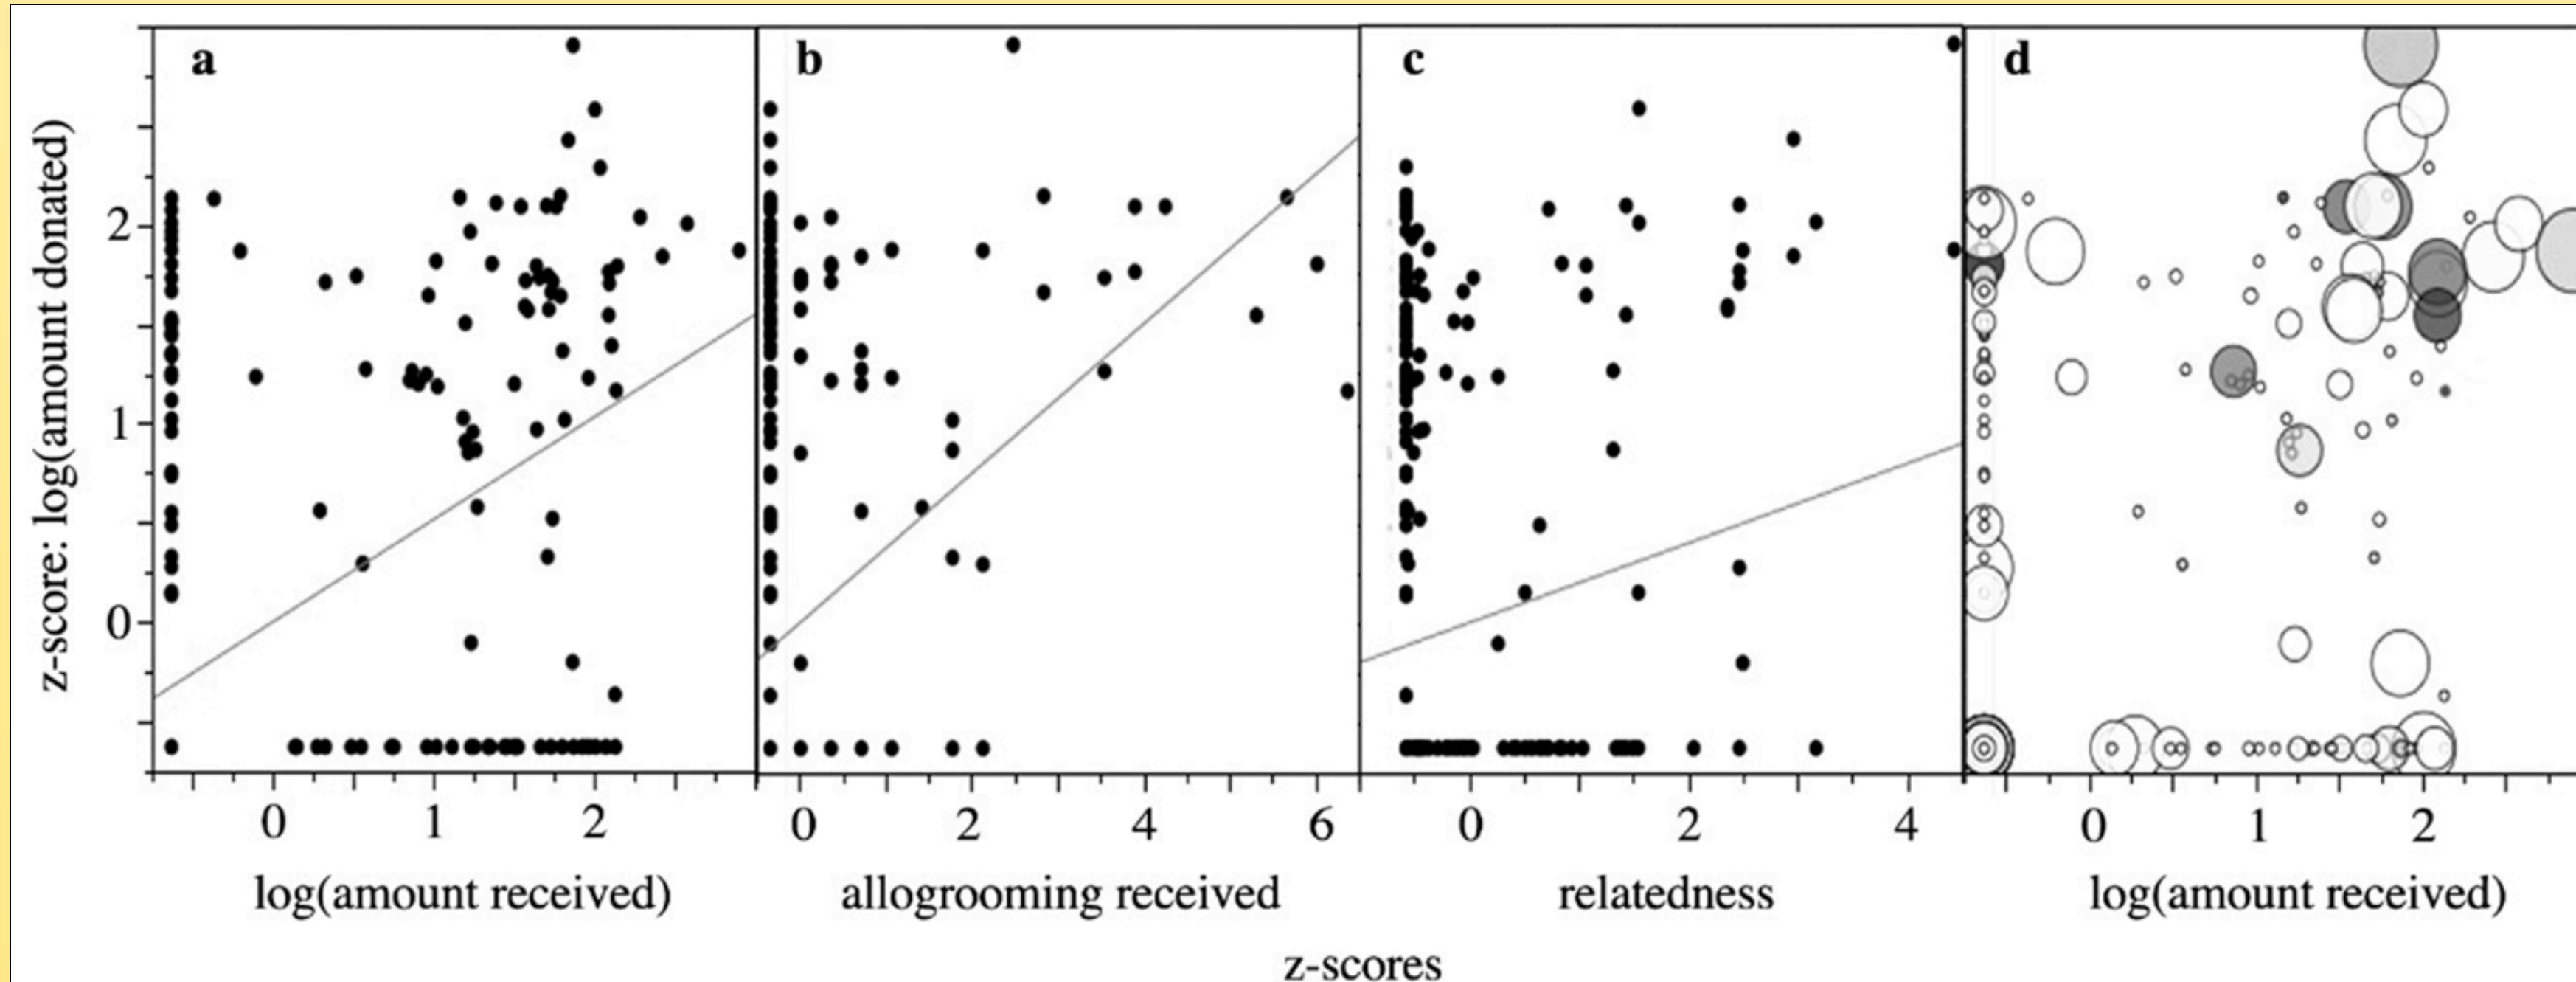 a
b
c
d
z-score: log(amount donated)
2
1
0
0 1 2
0 2 4 6
0 2 4
0 1 2
log(amount received)
allogrooming received
relatedness
log(amount received)
z-scores